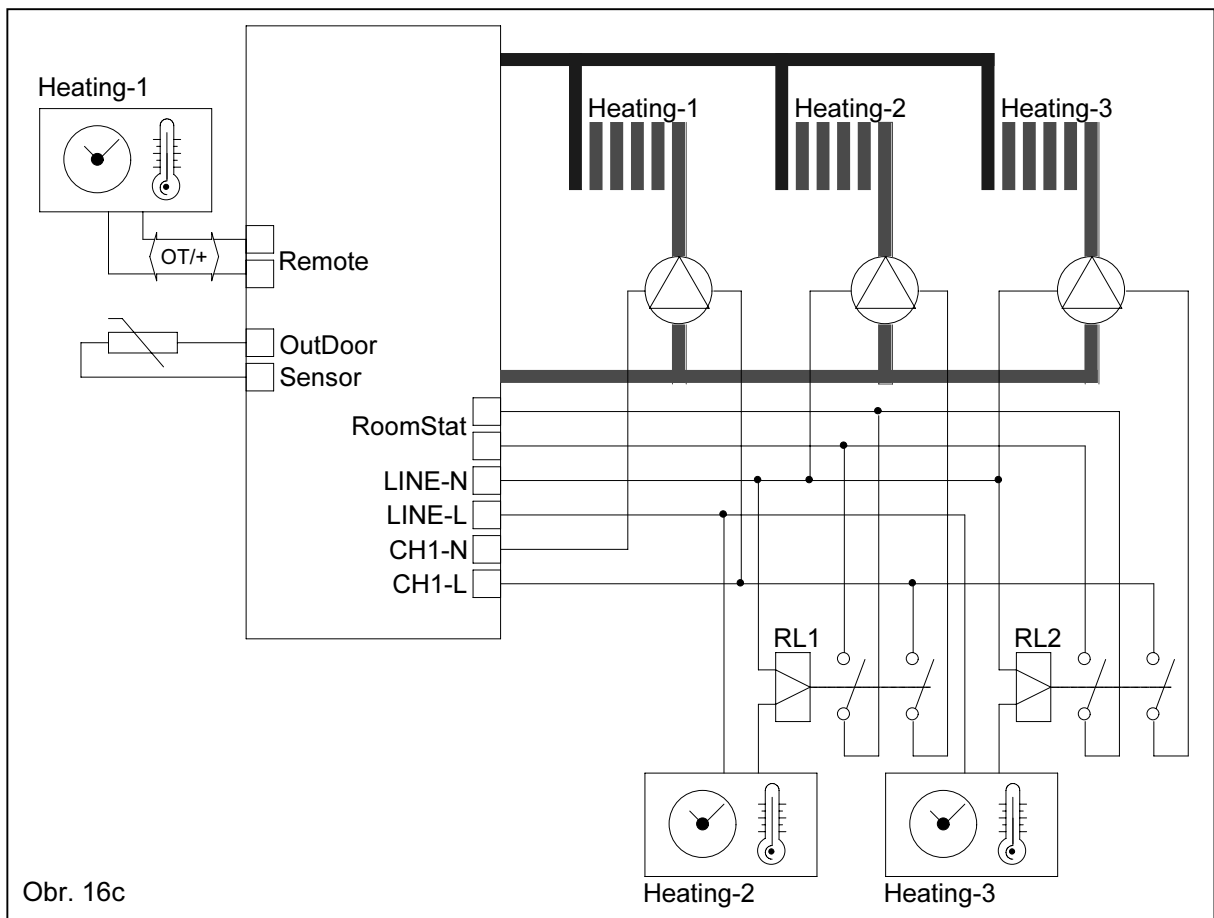 Heating-1
Heating-1
Heating-2
Heating-3
OT/+
Remote
OutDoor
Sensor
RoomStat
LINE-N
LINE-L
CH1-N
CH1-L
RL1
RL2
Heating-2
Heating-3
Obr. 16c